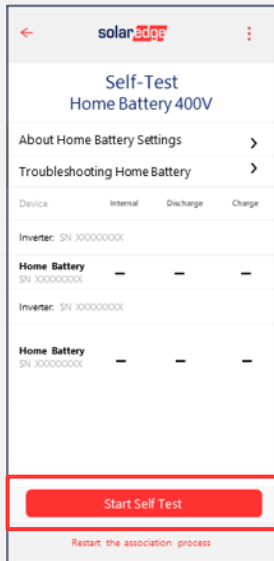 solaredge
Self-Test
Home Battery 400V
About Home Battery Settings
Troubleshooting Home Battery
Device Internal Discharge Charge
Inverter: SN XXXXXXXX
Home Battery – – –
SN XXXXXXXX
Inverter: SN XXXXXXXX
Home Battery – – –
SN XXXXXXXX
Start Self Test
Restart the association process